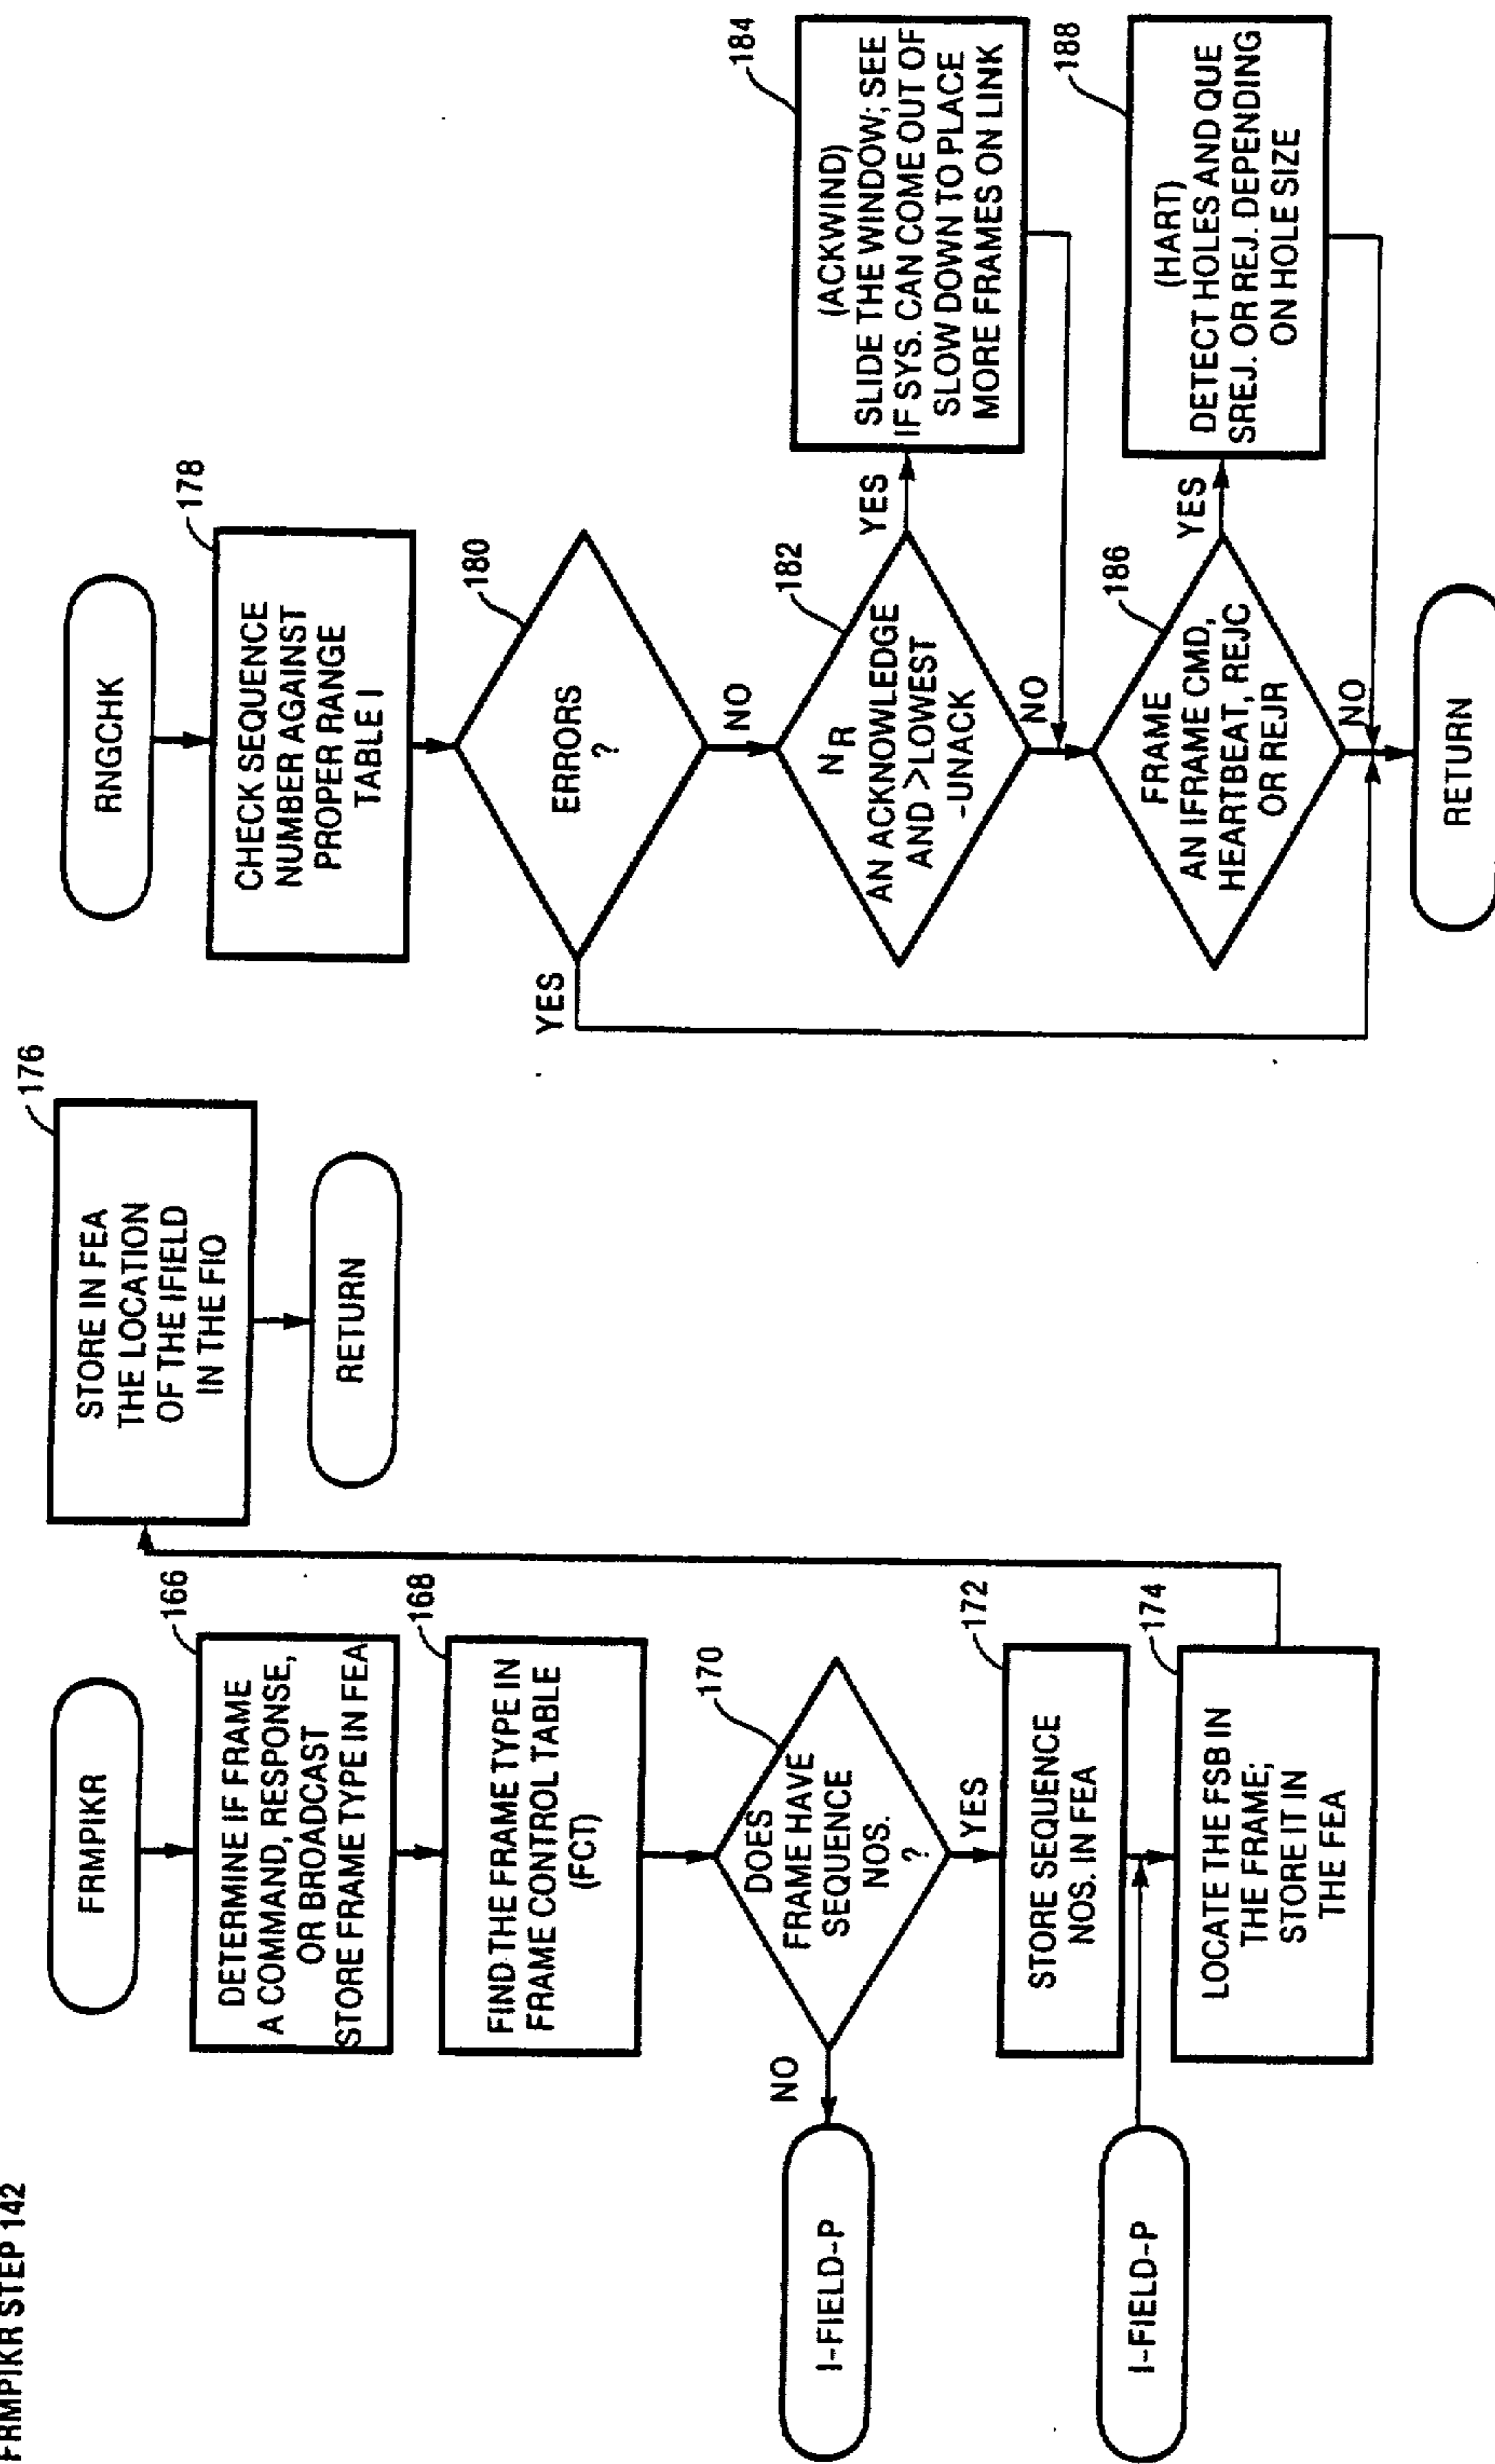 FRMPIKR STEP 142
FRMPIKR
166
DETERMINE IF FRAME
A COMMAND, RESPONSE,
OR BROADCAST
STORE FRAME TYPE IN FEA
168
FIND THE FRAME TYPE IN
FRAME CONTROL TABLE
(FCT)
170
DOES
FRAME HAVE
SEQUENCE
NOS.
?
NO
I-FIELD-P
YES
172
STORE SEQUENCE
NOS. IN FEA
I-FIELD-P
174
LOCATE THE FSB IN
THE FRAME;
STORE IT IN
THE FEA
176
STORE IN FEA
THE LOCATION
OF THE IFIELD
IN THE FIO
RETURN
RNGCHK
178
CHECK SEQUENCE
NUMBER AGAINST
PROPER RANGE
TABLE I
180
ERRORS
?
YES
NO
182
NR
AN ACKNOWLEDGE
AND >LOWEST
-UNACK
YES
184
(ACKWIND)
SLIDE THE WINDOW; SEE
IF SYS. CAN COME OUT OF
SLOW DOWN TO PLACE
MORE FRAMES ON LINK
NO
186
FRAME
AN IFRAME CMD,
HEARTBEAT, REJC
OR REJR
YES
188
(HART)
DETECT HOLES AND QUE
SREJ. OR REJ. DEPENDING
ON HOLE SIZE
NO
RETURN